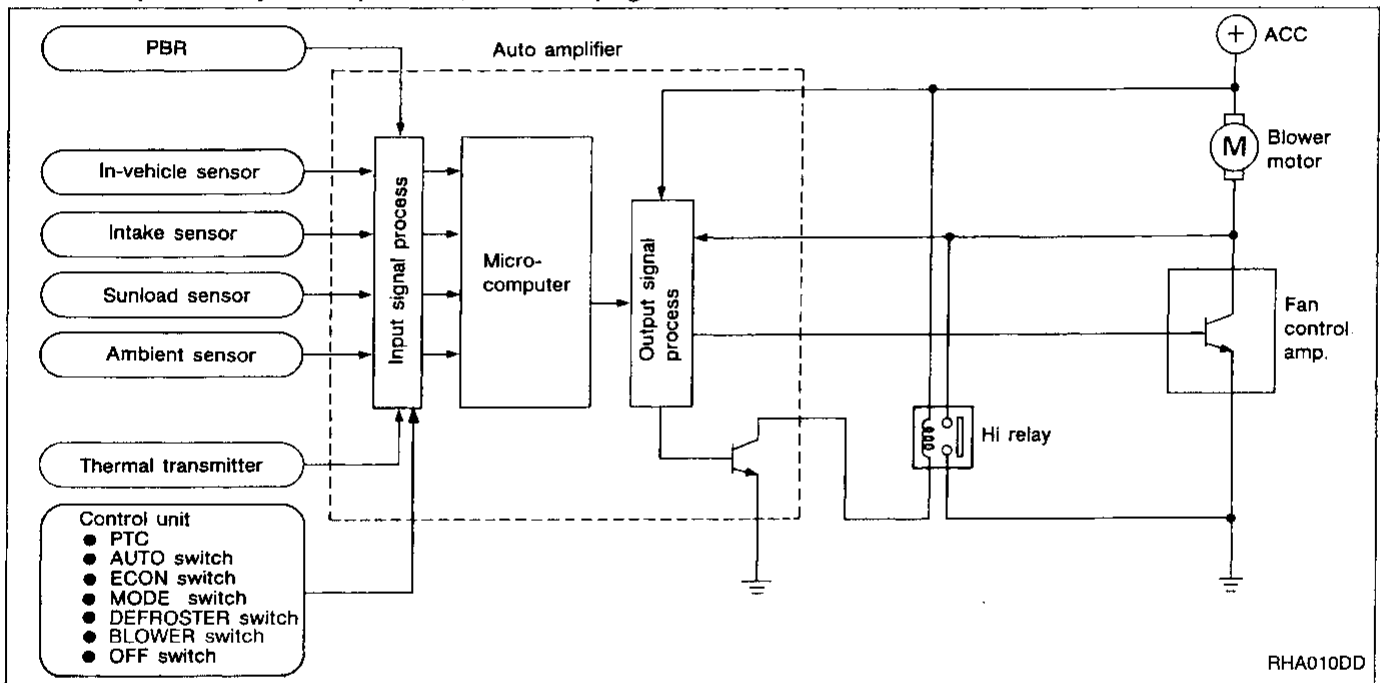 PBR
Auto amplifier
ACC
In-vehicle sensor
Intake sensor
Sunload sensor
Ambient sensor
Thermal transmitter
Input signal process
Micro-
computer
Output signal
process
M
Blower
motor
Fan
control
amp.
Hi relay
Control unit
● PTC
● AUTO switch
● ECON switch
● MODE switch
● DEFROSTER switch
● BLOWER switch
● OFF switch
RHA010DD